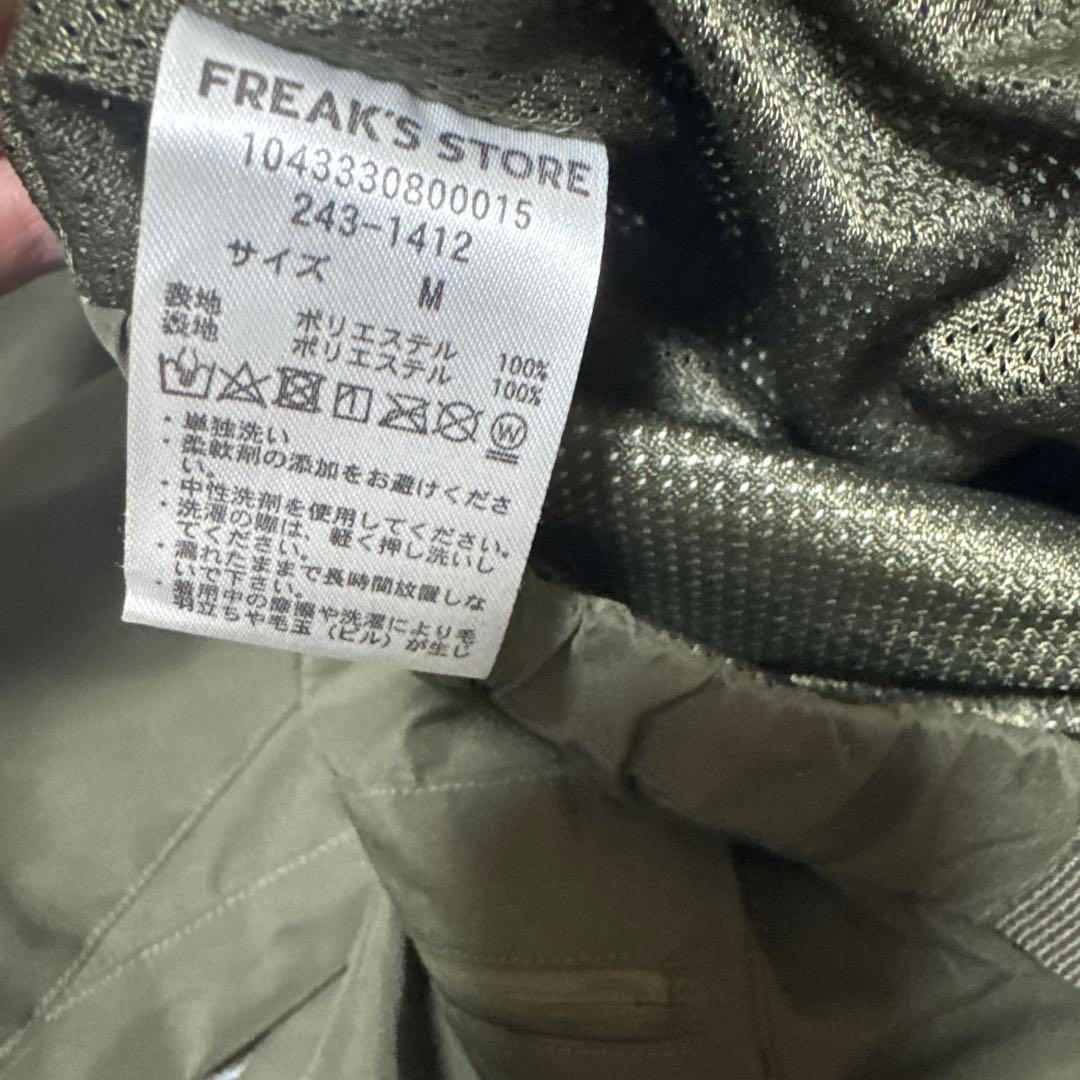 FREAK'S STORE
1043330800015
243-1412
サイズ M
表地 ポリエステル 100%
表地 ポリエステル 100%
W
・単独洗い
・柔軟剤の添加をお避けくださ
い。
・中性洗剤を使用してください。
・洗濯の際は、軽く押し洗いし
てください。
・濡れたままで長時間放置しな
いで下さい。
・着用中の摩擦や洗濯により毛
羽立ちや毛玉（ピル）が生じ